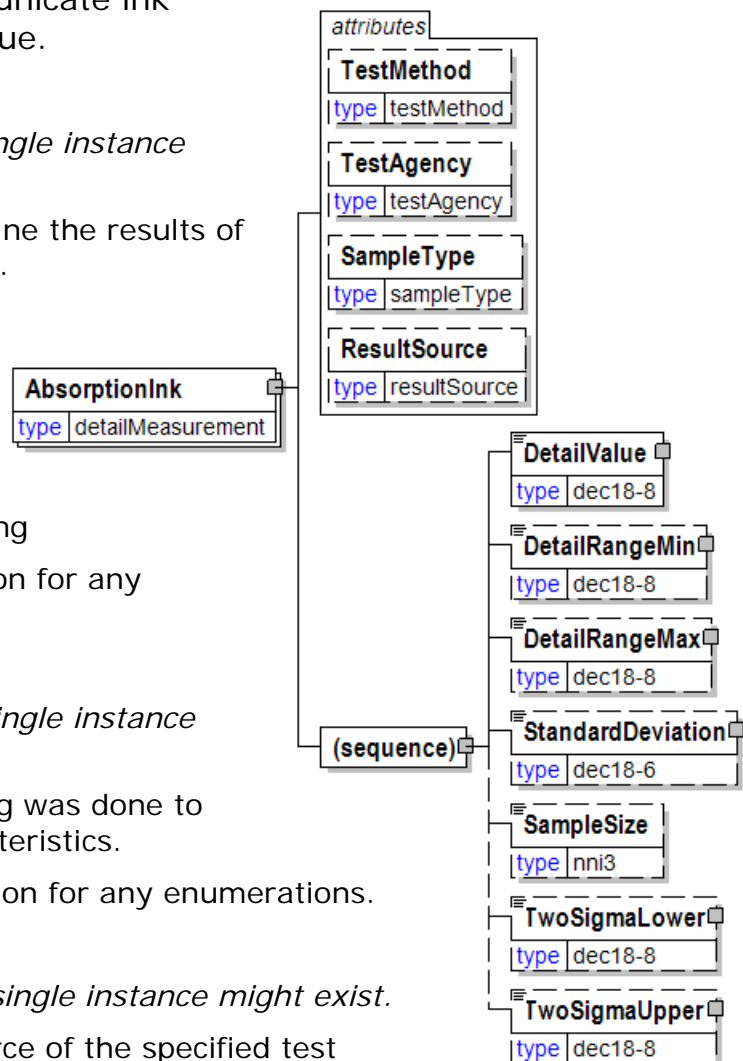 unicate ink
ue.
ngle instance
ine the results of
.
ng
on for any
ingle instance
g was done to
teristics.
on for any enumerations.
single instance might exist.
rce of the specified test
attributes
TestMethod
type testMethod
TestAgency
type testAgency
SampleType
type sampleType
ResultSource
type resultSource
AbsorptionInk
type detailMeasurement
(sequence)
DetailValue
type dec18-8
DetailRangeMin
type dec18-8
DetailRangeMax
type dec18-8
StandardDeviation
type dec18-6
SampleSize
type nni3
TwoSigmaLower
type dec18-8
TwoSigmaUpper
type dec18-8